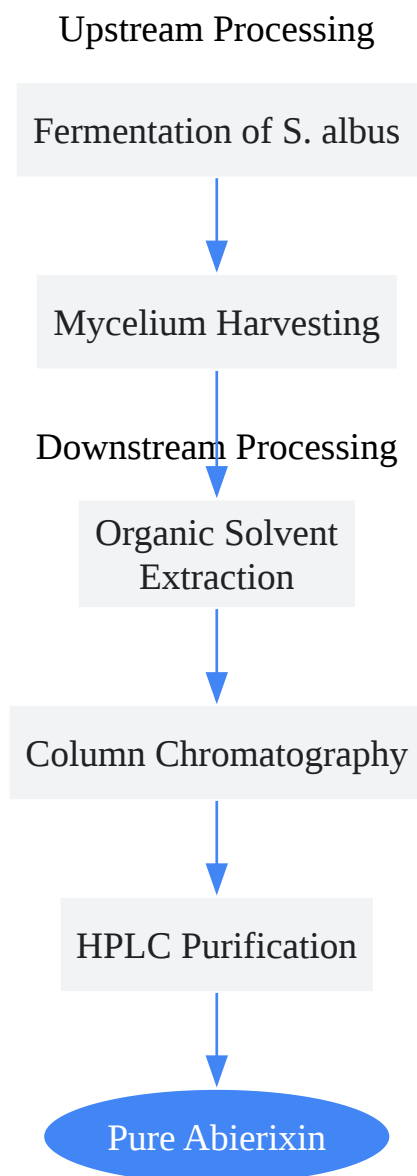 Upstream Processing
Fermentation of S. albus
Mycelium Harvesting
Downstream Processing
Organic Solvent
Extraction
Column Chromatography
HPLC Purification
Pure Abierixin